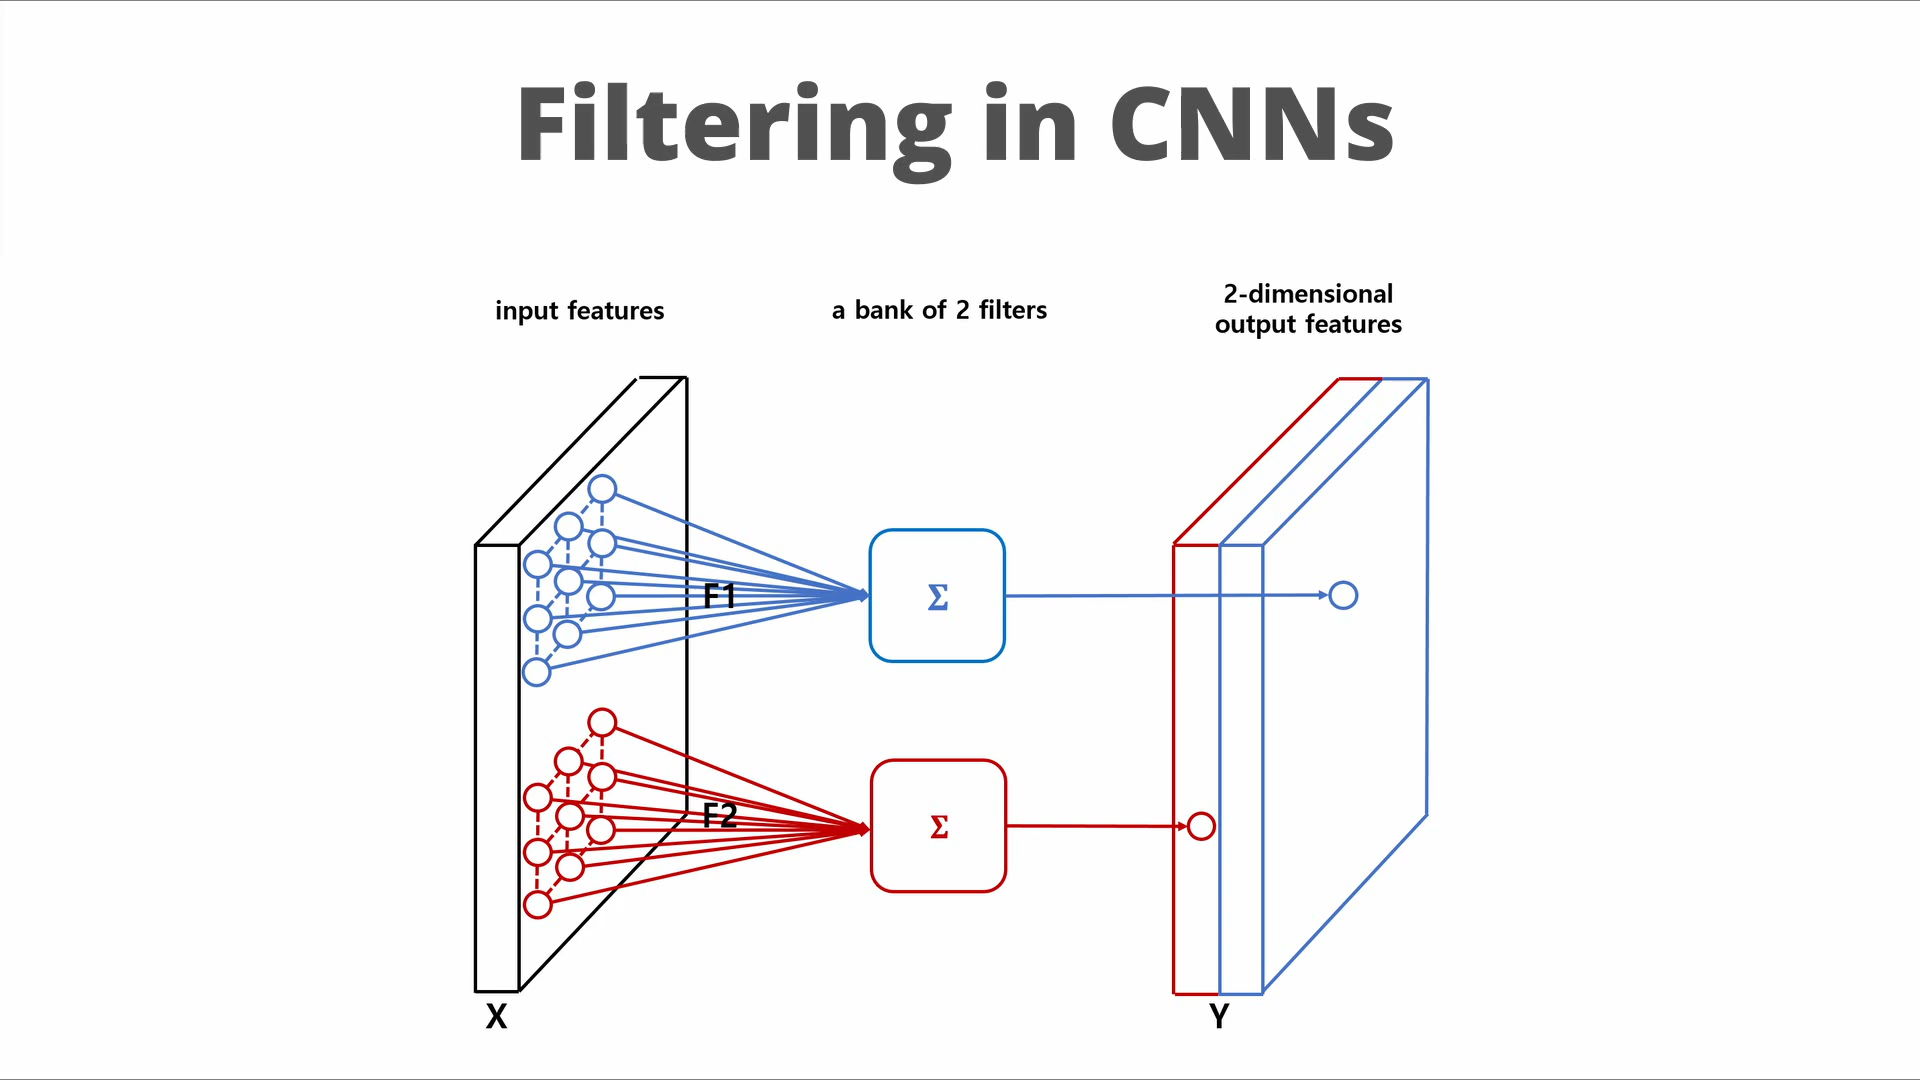 Filtering in CNNs
input features
a bank of 2 filters
2-dimensional
output features
F1
Σ
F2
Σ
X
Y